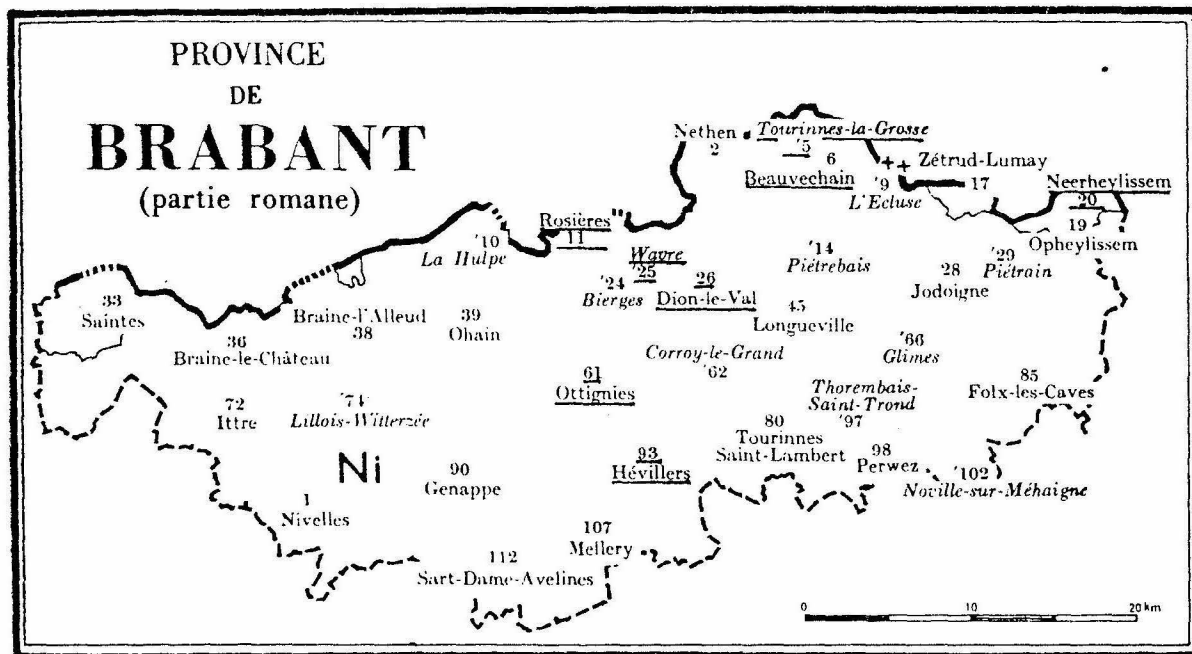 PROVINCE
DE
BRABANT
(partie romane)
Nethen
2
Tourinnes-la-Grosse
'5
6
Beauvechain
Zétrud-Lumay
'9
L'Ecluse
17
Neerheylissem
20
19
Opheylissem
Rosières
11
'10
La Hulpe
Wavre
'25
'24
Bierges
26
Dion-le-Val
'14
Piétrebais
28
Jodoigne
'29
Piétrain
33
Saintes
Braine-l'Alleud
38
39
Ohain
45
Longueville
36
Braine-le-Château
Corroy-le-Grand
'62
'66
Glimes
61
Ottignies
Thorembais-
Saint-Trond
'97
85
Folx-les-Caves
72
Ittre
'74
Lillois-Witterzée
80
Tourinnes
Saint-Lambert
98
Perwez
'102
Noville-sur-Méhaigne
Ni
90
Genappe
93
Hévillers
1
Nivelles
107
Mellery
112
Sart-Dame-Avelines
0 10 20 km